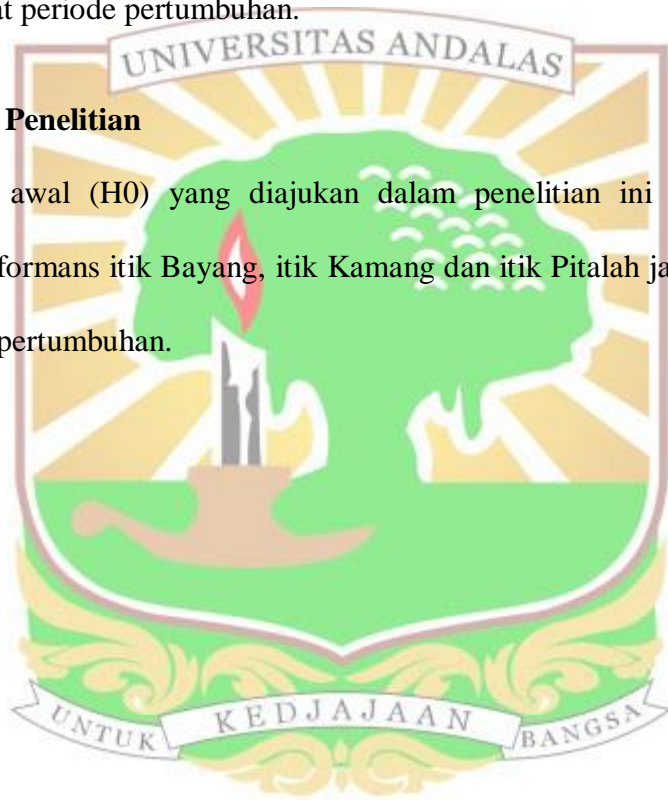 at periode pertumbuhan.
UNIVERSITAS ANDALAS
Penelitian
awal (H0) yang diajukan dalam penelitian ini
formans itik Bayang, itik Kamang dan itik Pitalah ja
pertumbuhan.
UNTUK KEDJAJAAN BANGSA